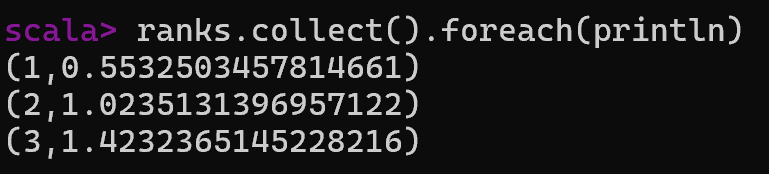 scala> ranks.collect().foreach(println)
(1,0.5532503457814661)
(2,1.0235131396957122)
(3,1.4232365145228216)